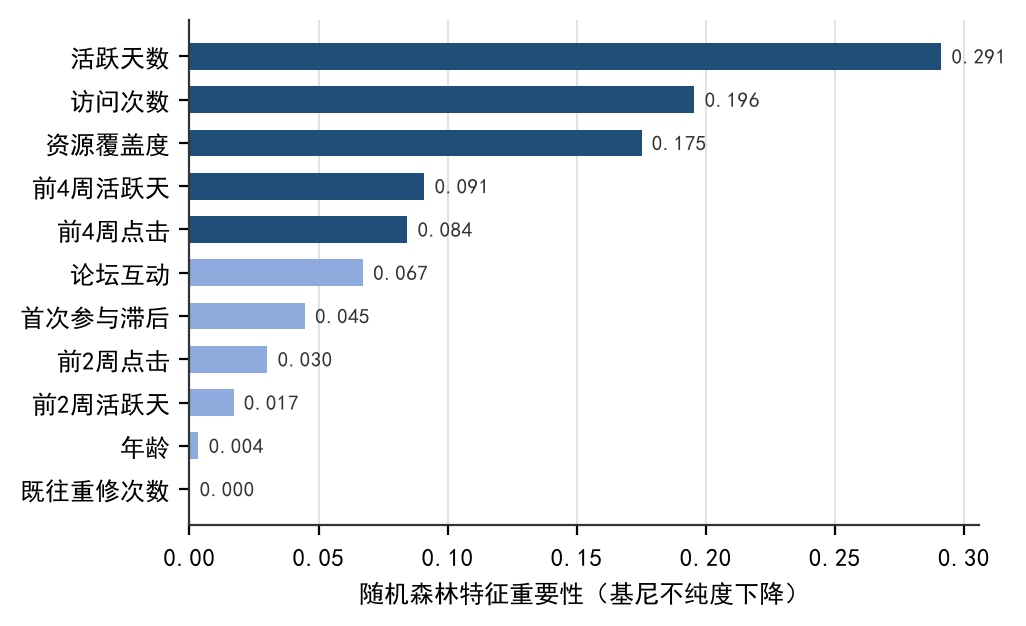 活跃天数 0.291
访问次数 0.196
资源覆盖度 0.175
前4周活跃天 0.091
前4周点击 0.084
论坛互动 0.067
首次参与滞后 0.045
前2周点击 0.030
前2周活跃天 0.017
年龄 0.004
既往重修次数 0.000
0.00 0.05 0.10 0.15 0.20 0.25 0.30
随机森林特征重要性（基尼不纯度下降）